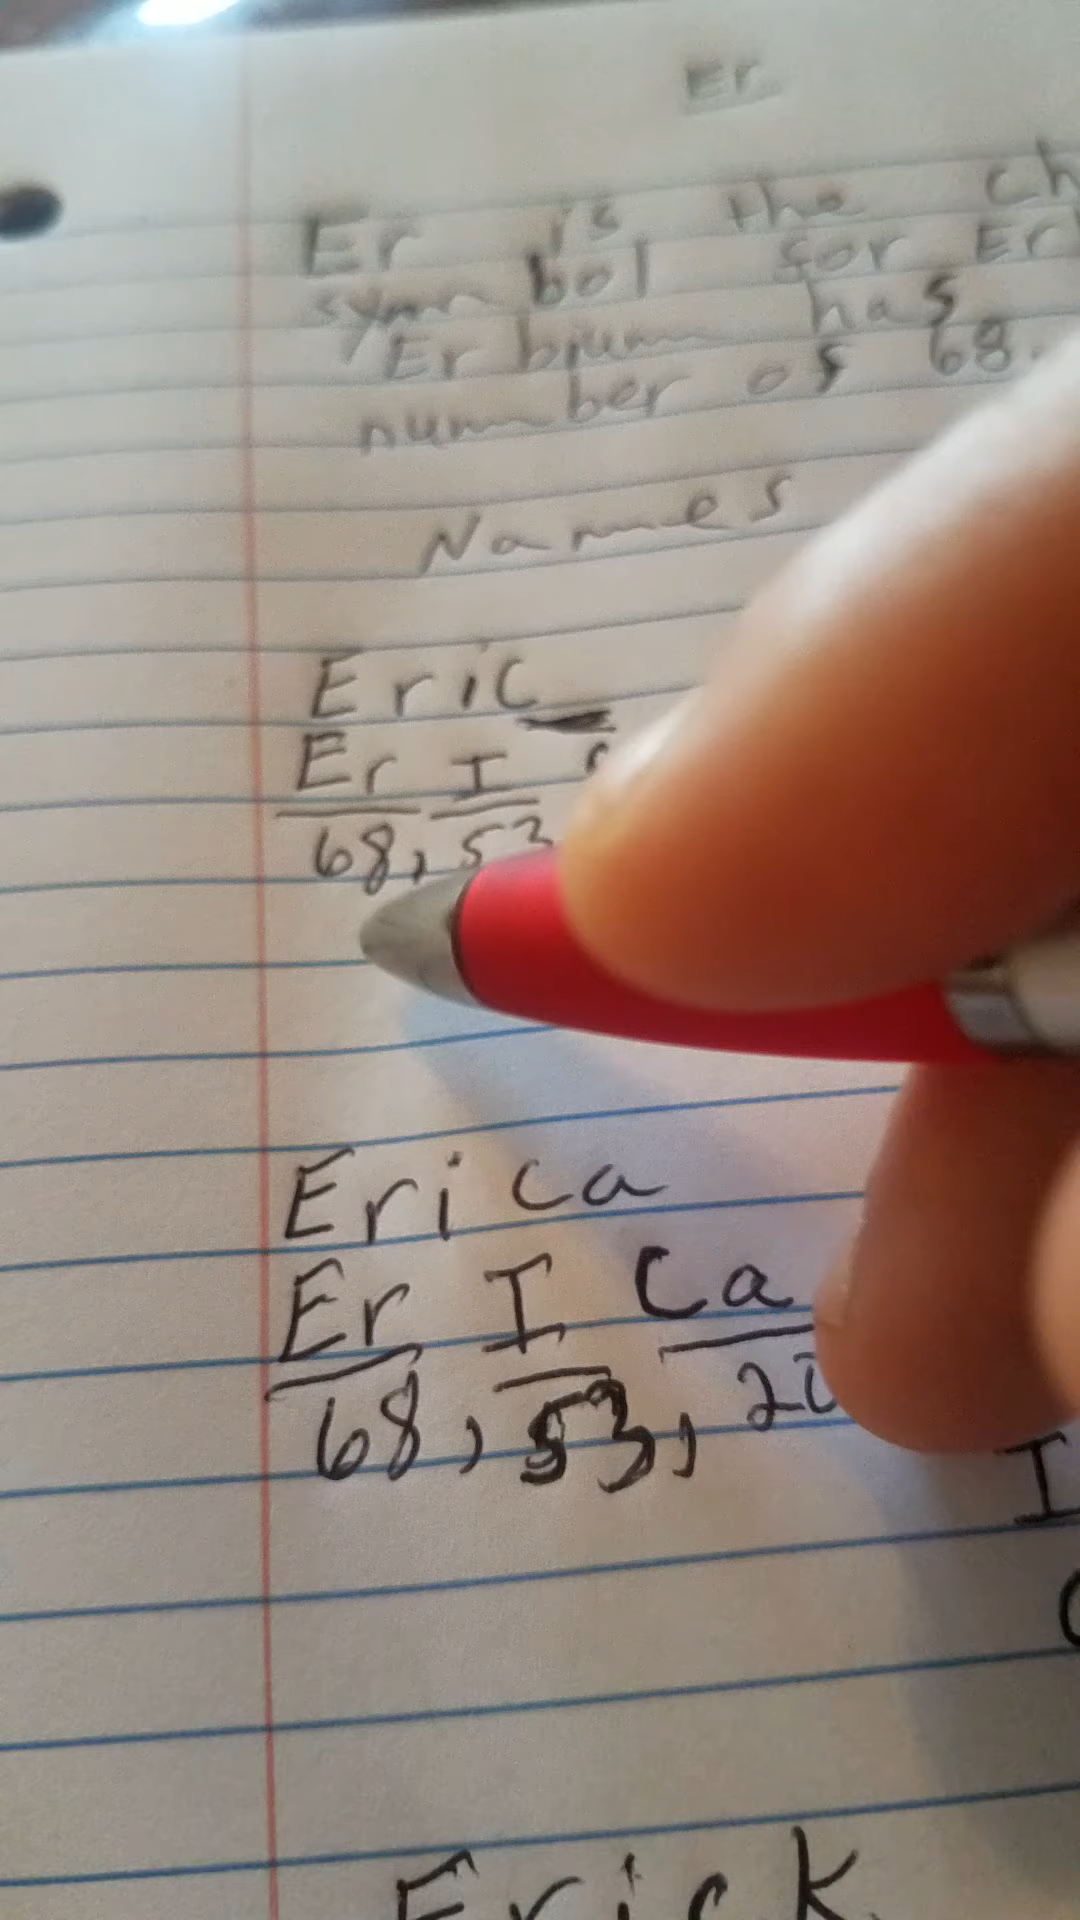 Er
Er is the
symbol for
Erbium has
number of 68.
Names
Eric
Er I
68, 53
Erica
Er I Ca
68, 53, 20
I
Erick